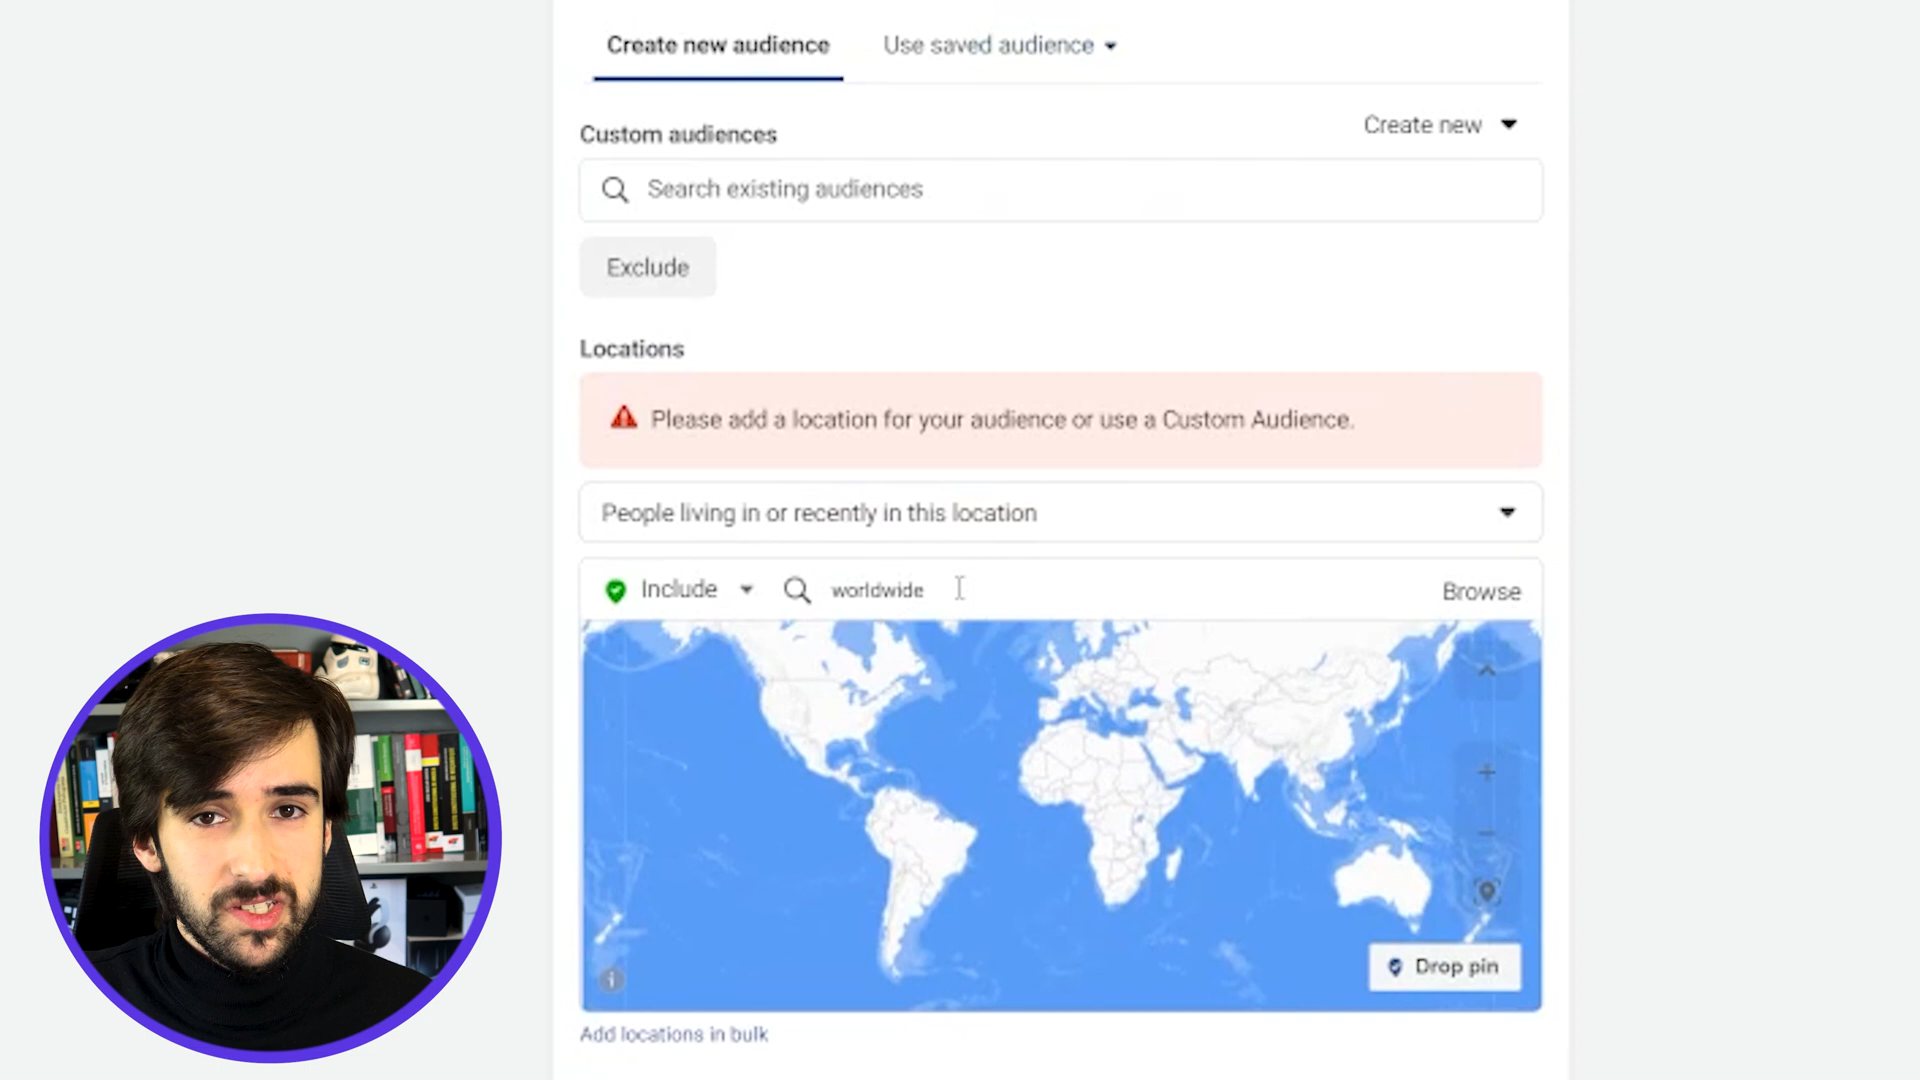 Create new audience
Use saved audience
Custom audiences
Create new
Search existing audiences
Exclude
Locations
Please add a location for your audience or use a Custom Audience.
People living in or recently in this location
Include
worldwide
Browse
Drop pin
Add locations in bulk